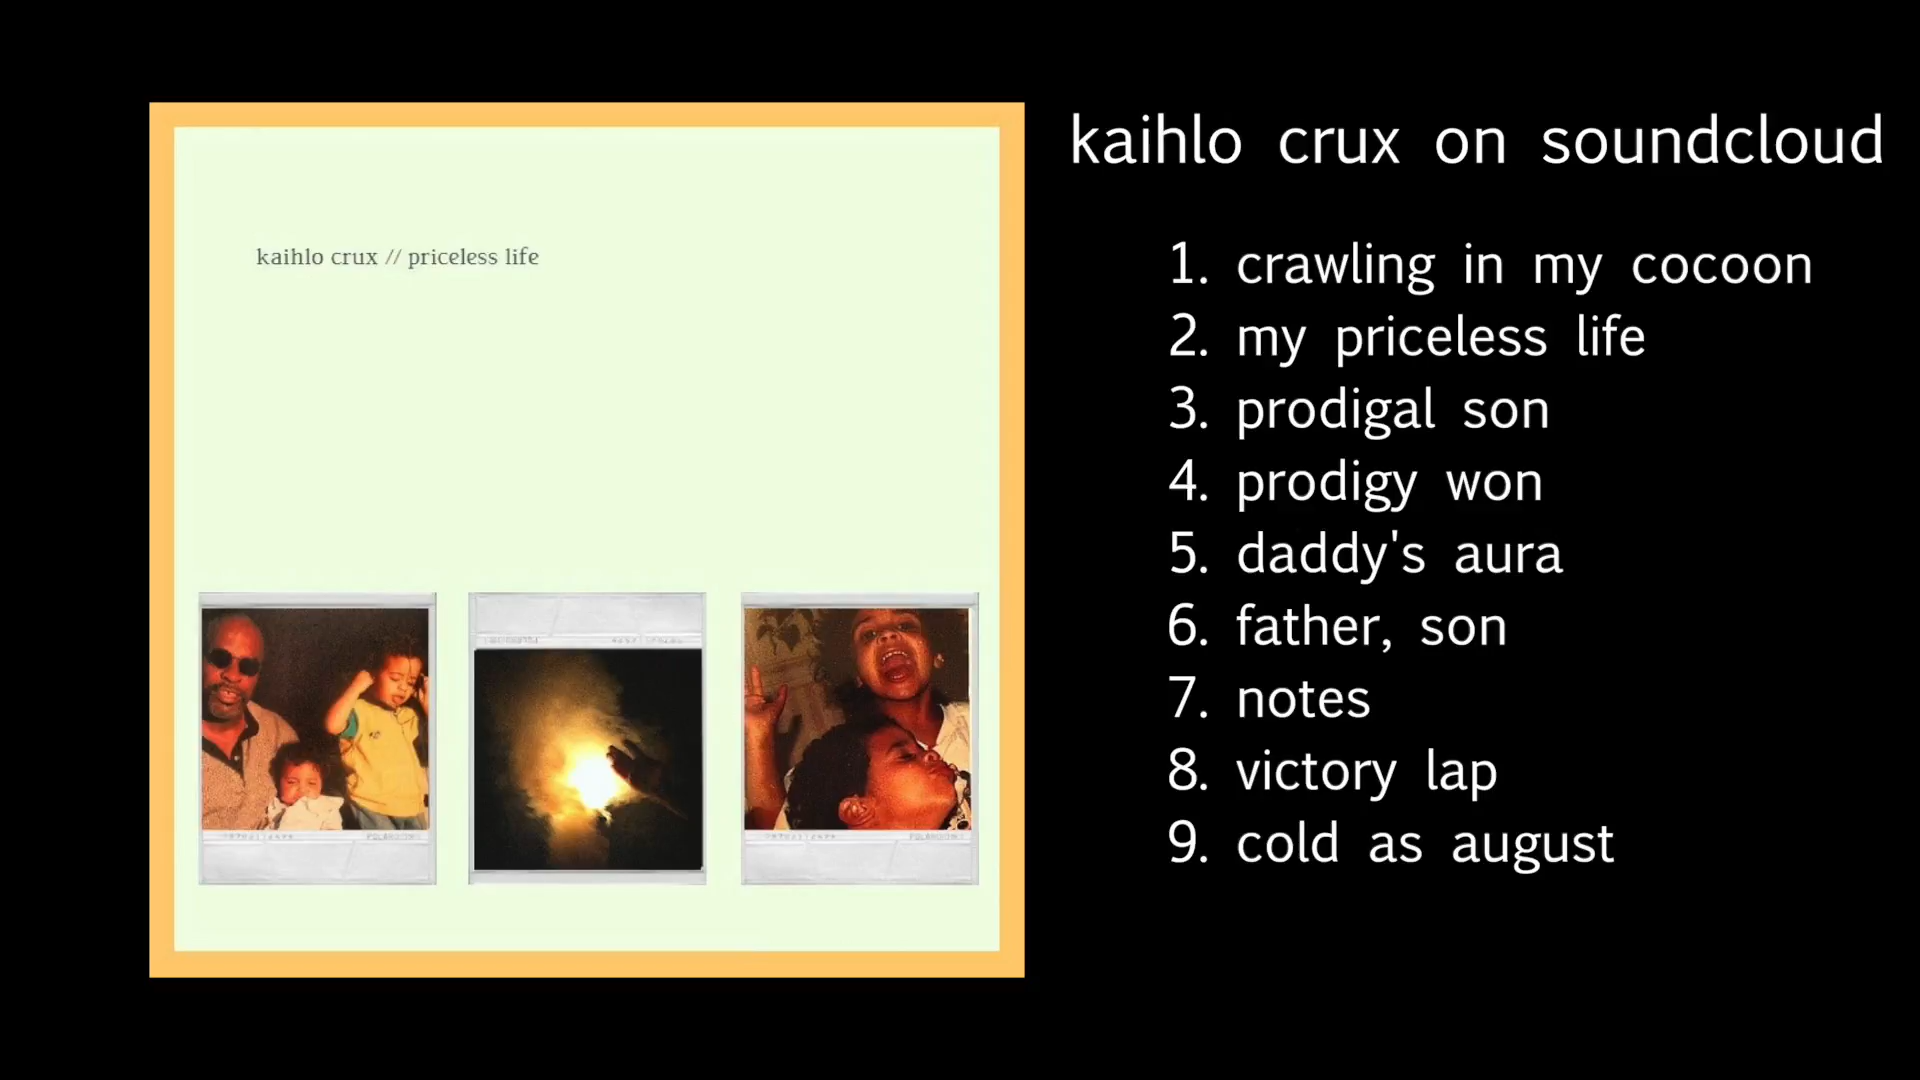 kaihlo crux // priceless life
kaihlo crux on soundcloud
1. crawling in my cocoon
2. my priceless life
3. prodigal son
4. prodigy won
5. daddy's aura
6. father, son
7. notes
8. victory lap
9. cold as august